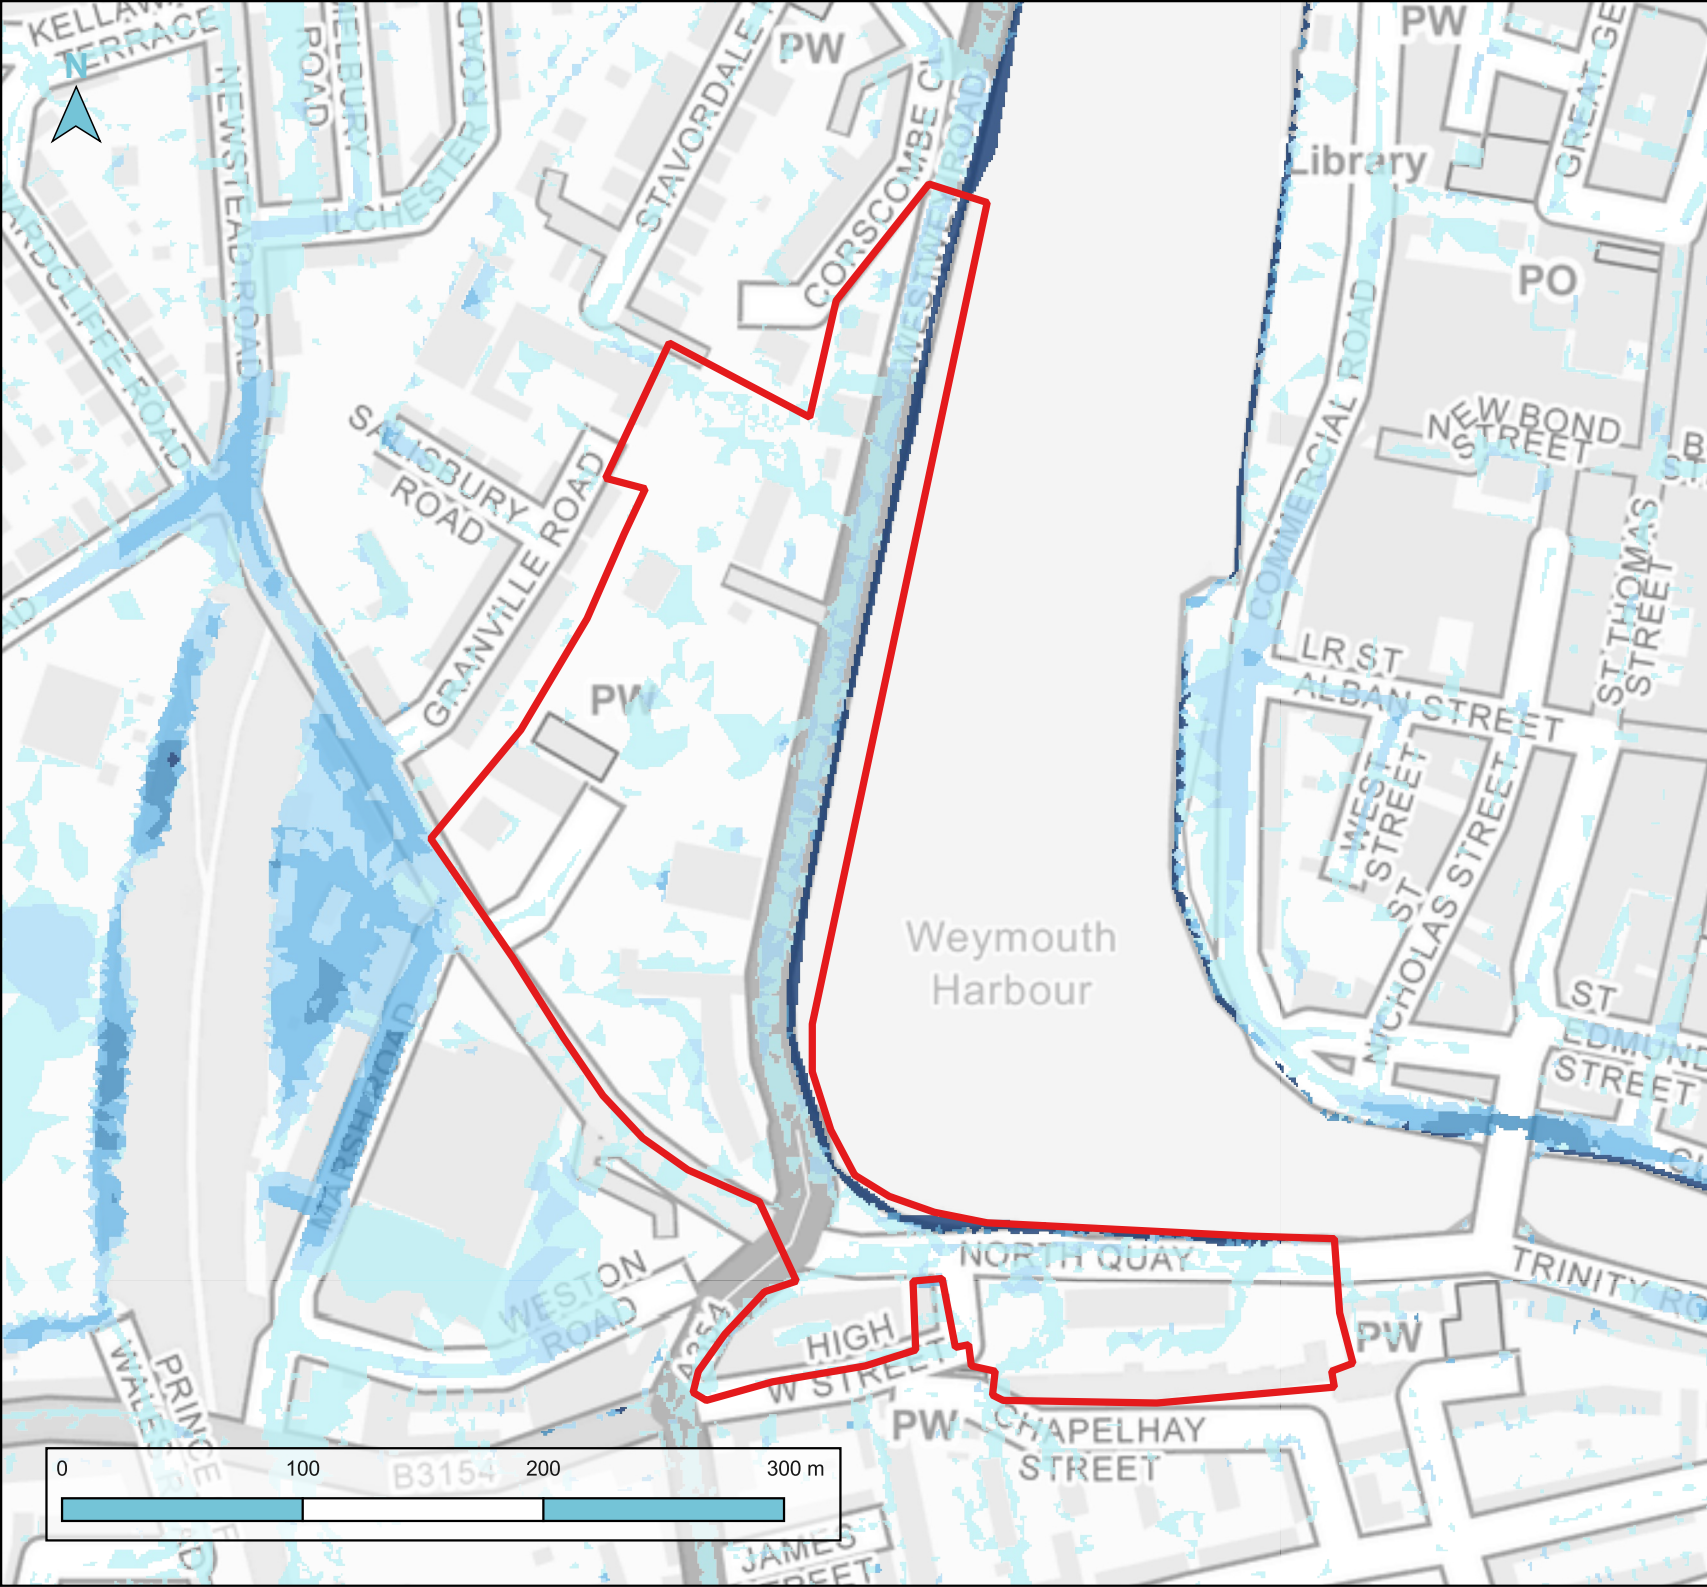 KELLAWAY
TERRACE
N
NEWSTEAD ROAD
ROAD
MELBURY
ROAD
ILCHESTER
STAVORDALE
PW
CORSCOMBE CL
WESTWEY ROAD
PW
Library
GREAT GE
PO
WARDCLIFFE ROAD
COMMERCIAL ROAD
NEW BOND
STREET
SALISBURY
ROAD
GRANVILLE ROAD
ST THOMAS
STREET
LR ST
ALBAN STREET
PW
WEST
STREET
ST
NICHOLAS STREET
Weymouth
Harbour
ST
EDMUND
STREET
MARSH ROAD
WESTON
ROAD
NORTH QUAY
TRINITY RO
HIGH
W STREET
A354
PW
PRINCE
WALES R
PW
CHAPELHAY
STREET
B3154
0 100 200 300 m
JAMES
STREET